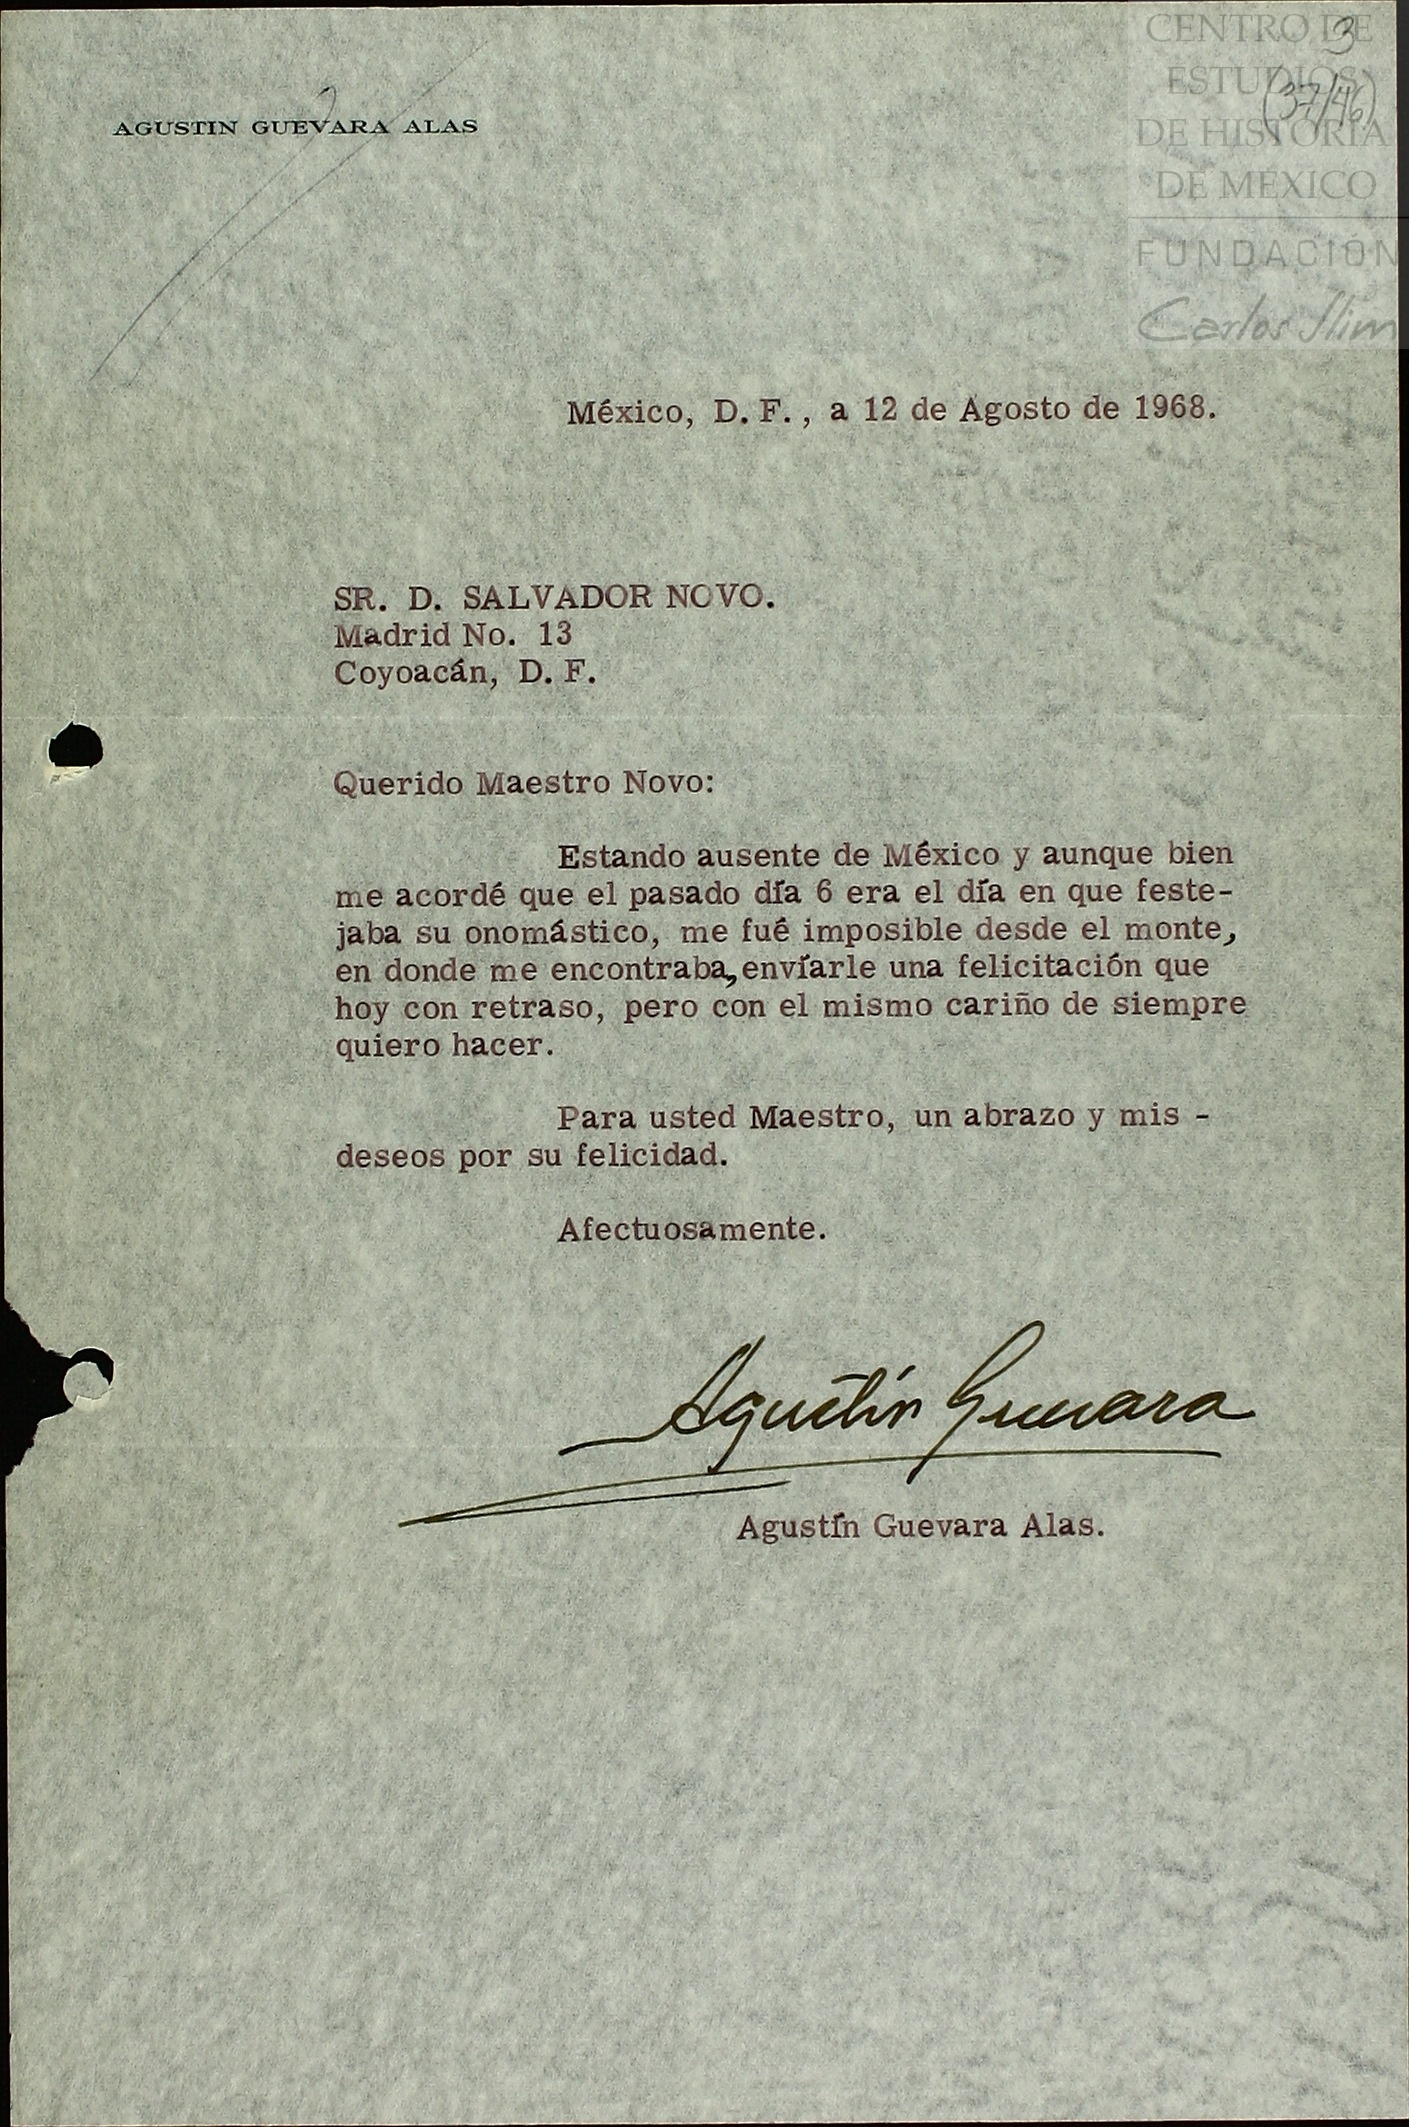 CENTRO DE
ESTUDIOS
DE HISTORIA
DE MÉXICO
FUNDACIÓN
Carlos Slim
3
(37/46)
AGUSTIN GUEVARA ALAS
México, D. F., a 12 de Agosto de 1968.
SR. D. SALVADOR NOVO.
Madrid No. 13
Coyoacán, D. F.
Querido Maestro Novo:
Estando ausente de México y aunque bien
me acordé que el pasado día 6 era el día en que feste-
jaba su onomástico, me fué imposible desde el monte,
en donde me encontraba, envíarle una felicitación que
hoy con retraso, pero con el mismo cariño de siempre
quiero hacer.
Para usted Maestro, un abrazo y mis -
deseos por su felicidad.
Afectuosamente.
Agustín Guevara
Agustín Guevara Alas.